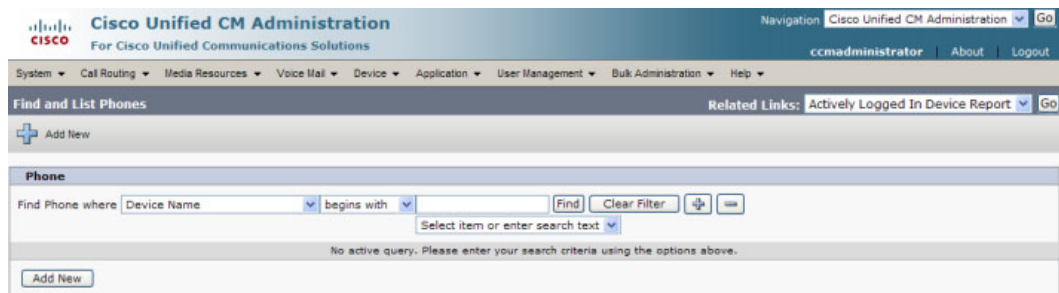 Cisco Unified CM Administration
Navigation Cisco Unified CM Administration Go
CISCO
For Cisco Unified Communications Solutions
ccmadministrator About Logout
System Call Routing Media Resources Voice Mail Device Application User Management Bulk Administration Help
Find and List Phones
Related Links: Actively Logged In Device Report Go
Add New
Phone
Find Phone where Device Name begins with Find Clear Filter
Select item or enter search text
No active query. Please enter your search criteria using the options above.
Add New